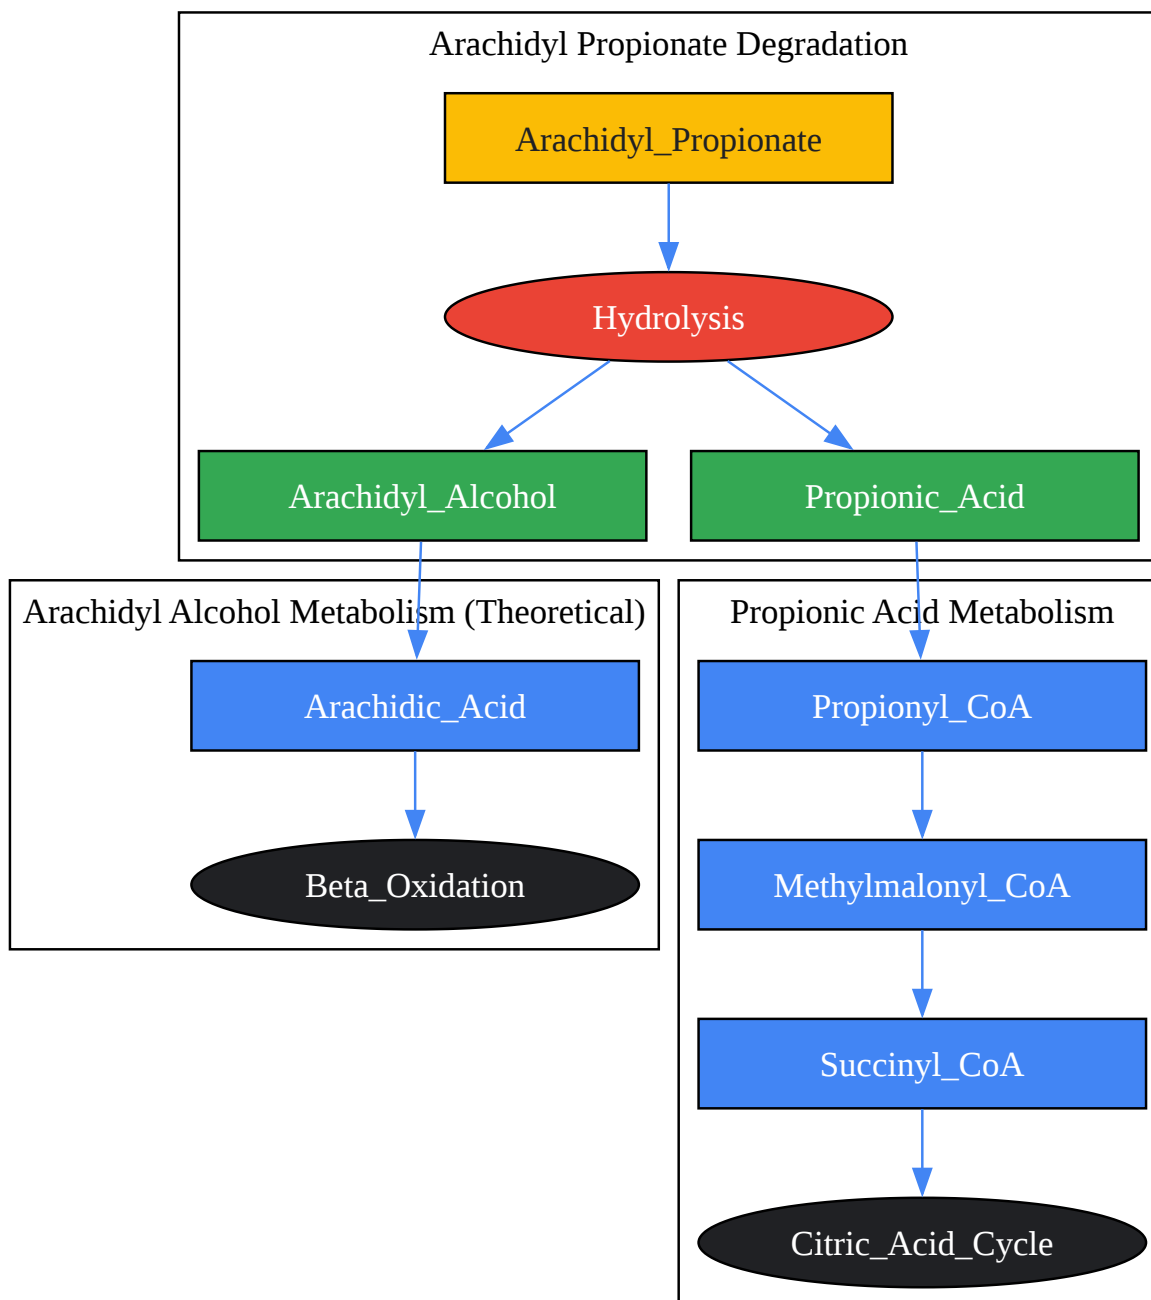 Arachidyl Propionate Degradation
Arachidyl_Propionate
Hydrolysis
Arachidyl_Alcohol
Propionic_Acid
Arachidyl Alcohol Metabolism (Theoretical)
Arachidic_Acid
Beta_Oxidation
Propionic Acid Metabolism
Propionyl_CoA
Methylmalonyl_CoA
Succinyl_CoA
Citric_Acid_Cycle